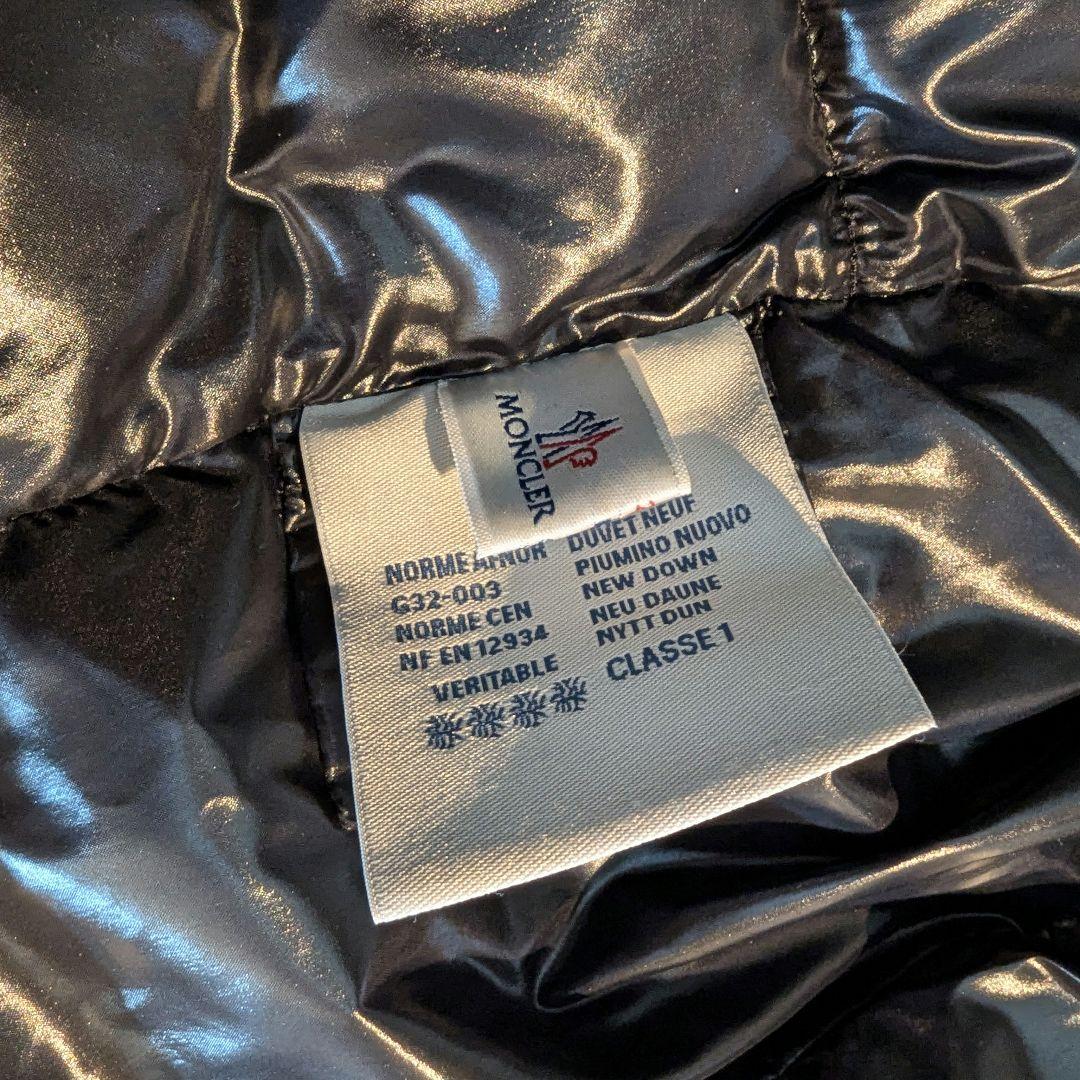 MONCLER
NORME AFNOR
G32-003
NORME CEN
NF EN 12934
VERITABLE
DUVET NEUF
PIUMINO NUOVO
NEW DOWN
NEU DAUNE
NYTT DUN
CLASSE 1